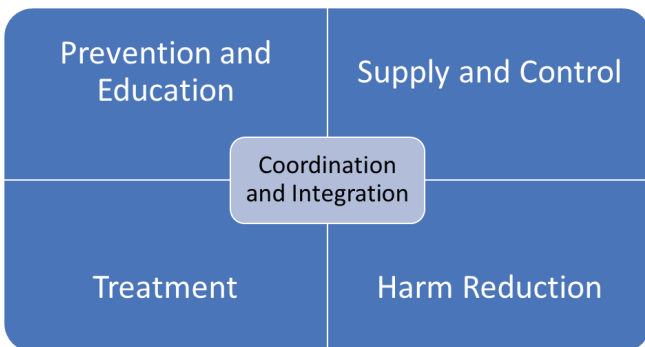 Prevention and
Education
Supply and Control
Coordination
and Integration
Treatment
Harm Reduction